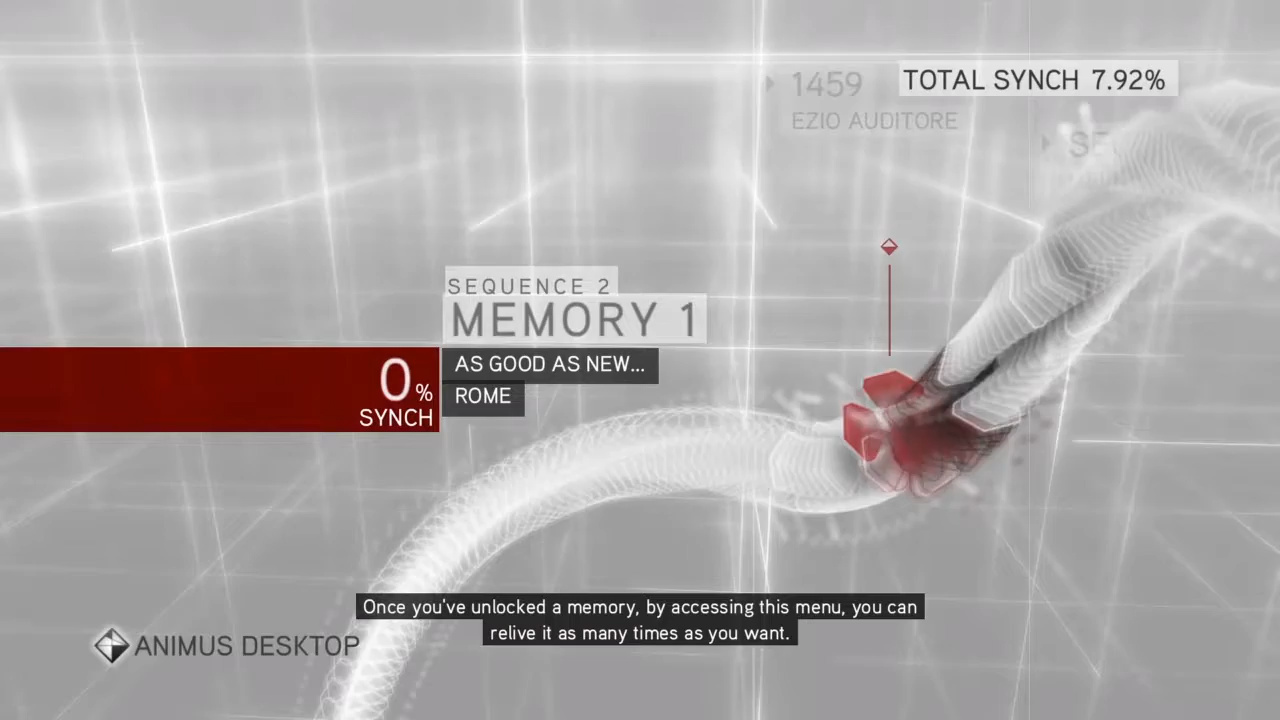 1459
TOTAL SYNCH 7.92%
EZIO AUDITORE
SEQUENCE 2
MEMORY 1
AS GOOD AS NEW...
0%
SYNCH
ROME
Once you've unlocked a memory, by accessing this menu, you can
relive it as many times as you want.
ANIMUS DESKTOP